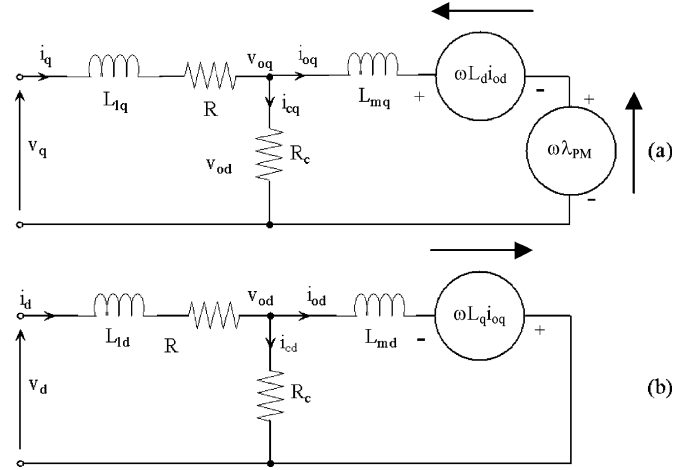 i_q
L_lq
R
v_oq
i_oq
L_mq
+
ωL_d i_od
-
+
i_cq
v_q
v_od
R_c
ωλ_PM
-
(a)
i_d
L_ld
R
v_od
i_od
L_md
-
ωL_q i_oq
+
i_cd
v_d
R_c
(b)